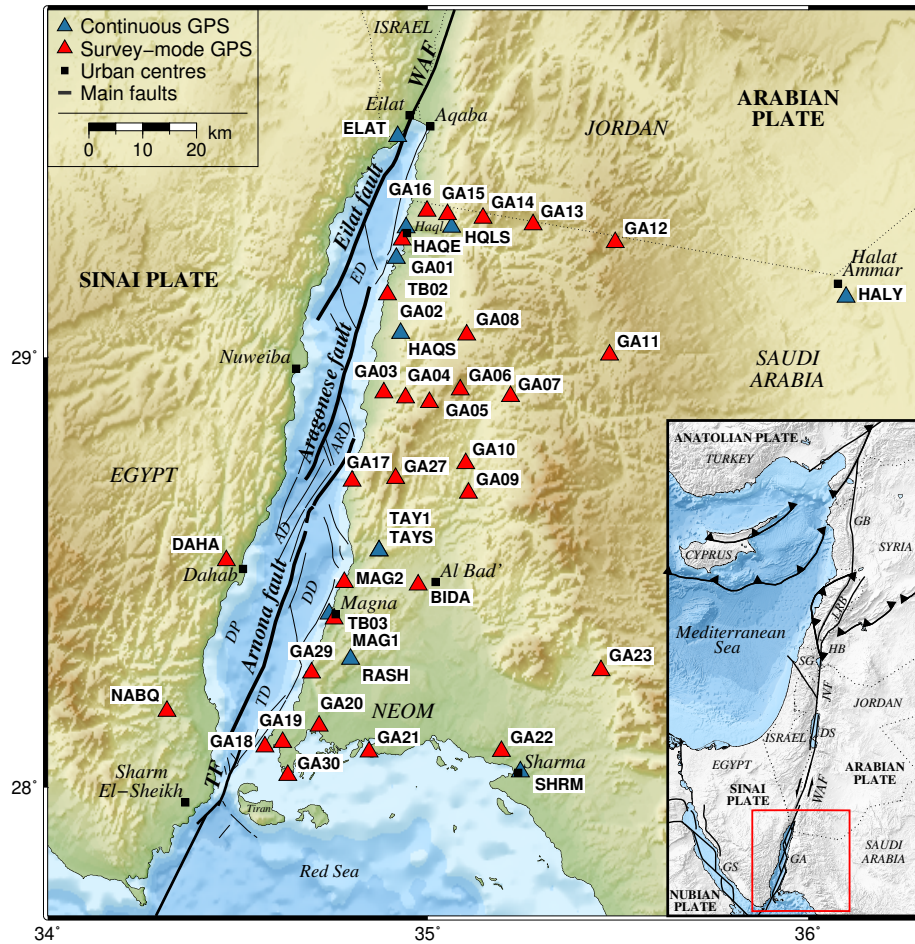 Continuous GPS
Survey-mode GPS
Urban centres
Main faults
0 10 20
km
ISRAEL
WAF
Eilat
Aqaba
ELAT
JORDAN
ARABIAN
PLATE
GA16
GA15
GA14
GA13
GA12
Haql
HAQE
HQLS
GA01
TB02
GA02
HAQS
GA08
GA11
Halat
Ammar
HALY
Eilat fault
ED
SINAI PLATE
Nuweiba
29°
SAUDI
ARABIA
Aragonese fault
ARD
GA03
GA04
GA05
GA06
GA07
GA10
GA09
GA17
GA27
EGYPT
AD
TAY1
TAYS
DAHA
Dahab
MAG2
Al Bad’
BIDA
Magna
TB03
MAG1
RASH
DD
DP
Arnona fault
GA29
GA23
TD
NABQ
GA20
GA19
GA18
NEOM
GA21
GA22
GA30
28°
TF
Sharm
El-Sheikh
Sharma
SHRM
Tiran
Red Sea
34°
35°
36°
ANATOLIAN PLATE
TURKEY
GB
CYPRUS
SYRIA
LRB
Mediterranean
Sea
SG
HB
JVF
JORDAN
ISRAEL
DS
EGYPT
ARABIAN
PLATE
SINAI
PLATE
WAF
SAUDI
ARABIA
GS
GA
NUBIAN
PLATE